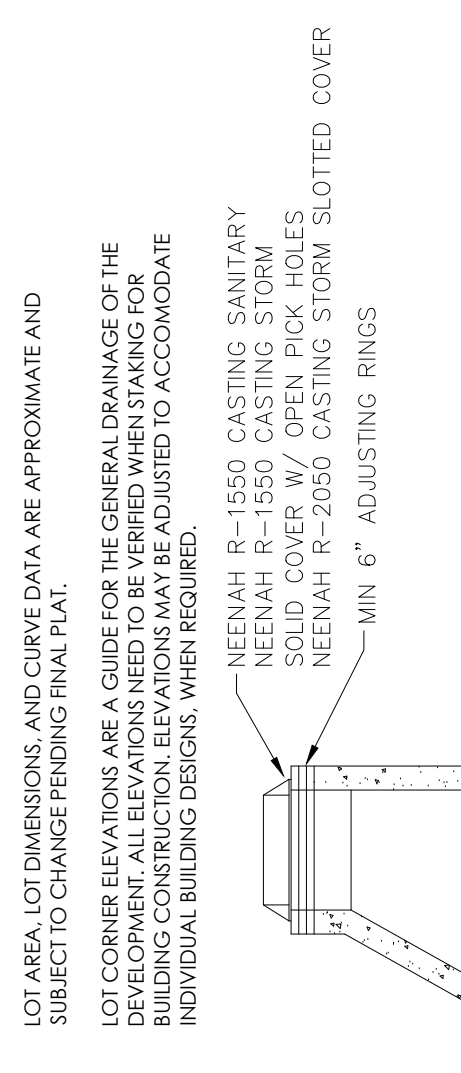 LOT AREA, LOT DIMENSIONS, AND CURVE DATA ARE APPROXIMATE AND
SUBJECT TO CHANGE PENDING FINAL PLAT.
LOT CORNER ELEVATIONS ARE A GUIDE FOR THE GENERAL DRAINAGE OF THE
DEVELOPMENT. ALL ELEVATIONS NEED TO BE VERIFIED WHEN STAKING FOR
BUILDING CONSTRUCTION. ELEVATIONS MAY BE ADJUSTED TO ACCOMODATE
INDIVIDUAL BUILDING DESIGNS, WHEN REQUIRED.
NEENAH R-1550 CASTING SANITARY
NEENAH R-1550 CASTING STORM
SOLID COVER W/ OPEN PICK HOLES
NEENAH R-2050 CASTING STORM SLOTTED COVER
MIN 6" ADJUSTING RINGS